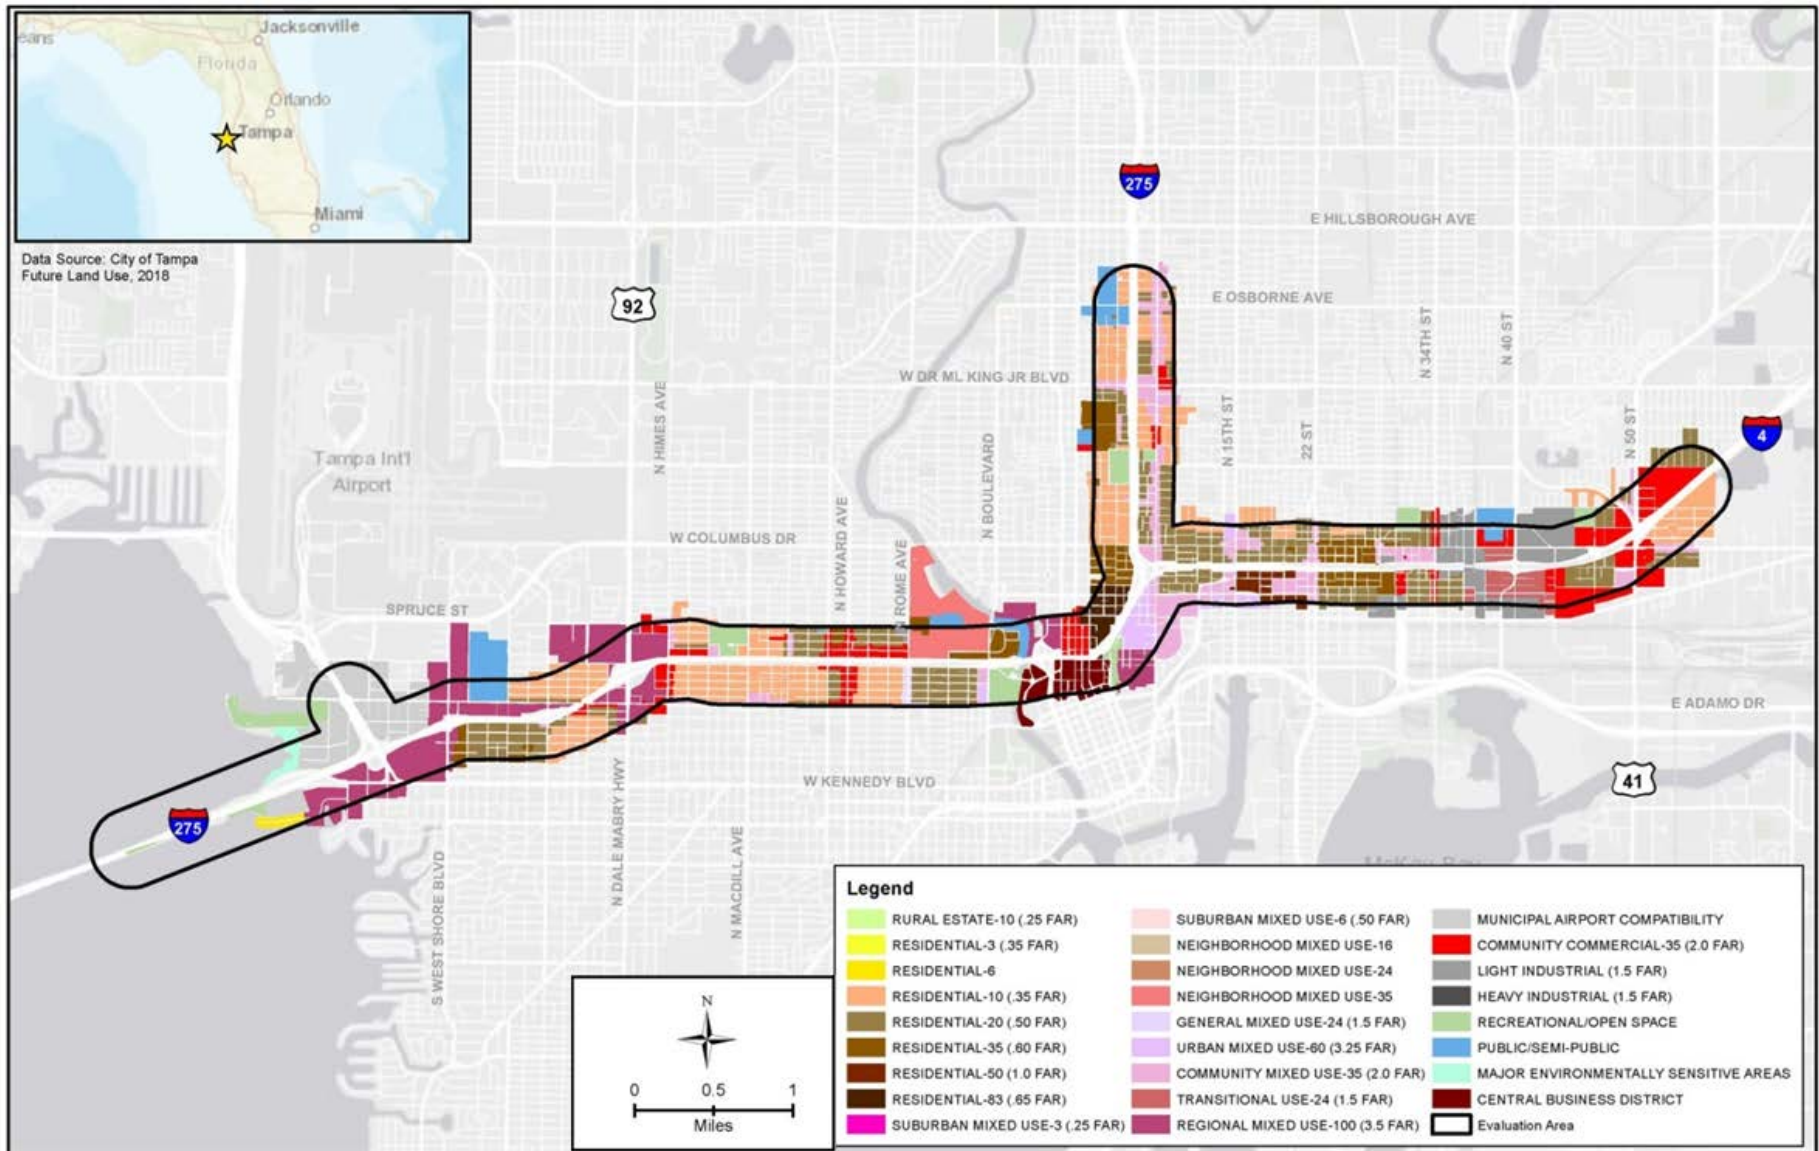 eans
Jacksonville
Florida
Orlando
Tampa
Miami
Data Source: City of Tampa
Future Land Use, 2018
275
E HILLSBOROUGH AVE
92
E OSBORNE AVE
N 34TH ST
N 40 ST
W DR ML KING JR BLVD
N HIMES AVE
N 15TH ST
22 ST
N 50 ST
4
N BOULEVARD
Tampa Int'l
Airport
N HOWARD AVE
W COLUMBUS DR
N ROME AVE
SPRUCE ST
E ADAMO DR
W KENNEDY BLVD
41
N DALE MABRY HWY
275
N MACDILL AVE
S WEST SHORE BLVD
McKay Bay
N
0 0.5 1
Miles
Legend
RURAL ESTATE-10 (.25 FAR)
RESIDENTIAL-3 (.35 FAR)
RESIDENTIAL-6
RESIDENTIAL-10 (.35 FAR)
RESIDENTIAL-20 (.50 FAR)
RESIDENTIAL-35 (.60 FAR)
RESIDENTIAL-50 (1.0 FAR)
RESIDENTIAL-83 (.65 FAR)
SUBURBAN MIXED USE-3 (.25 FAR)
SUBURBAN MIXED USE-6 (.50 FAR)
NEIGHBORHOOD MIXED USE-16
NEIGHBORHOOD MIXED USE-24
NEIGHBORHOOD MIXED USE-35
GENERAL MIXED USE-24 (1.5 FAR)
URBAN MIXED USE-60 (3.25 FAR)
COMMUNITY MIXED USE-35 (2.0 FAR)
TRANSITIONAL USE-24 (1.5 FAR)
REGIONAL MIXED USE-100 (3.5 FAR)
MUNICIPAL AIRPORT COMPATIBILITY
COMMUNITY COMMERCIAL-35 (2.0 FAR)
LIGHT INDUSTRIAL (1.5 FAR)
HEAVY INDUSTRIAL (1.5 FAR)
RECREATIONAL/OPEN SPACE
PUBLIC/SEMI-PUBLIC
MAJOR ENVIRONMENTALLY SENSITIVE AREAS
CENTRAL BUSINESS DISTRICT
Evaluation Area